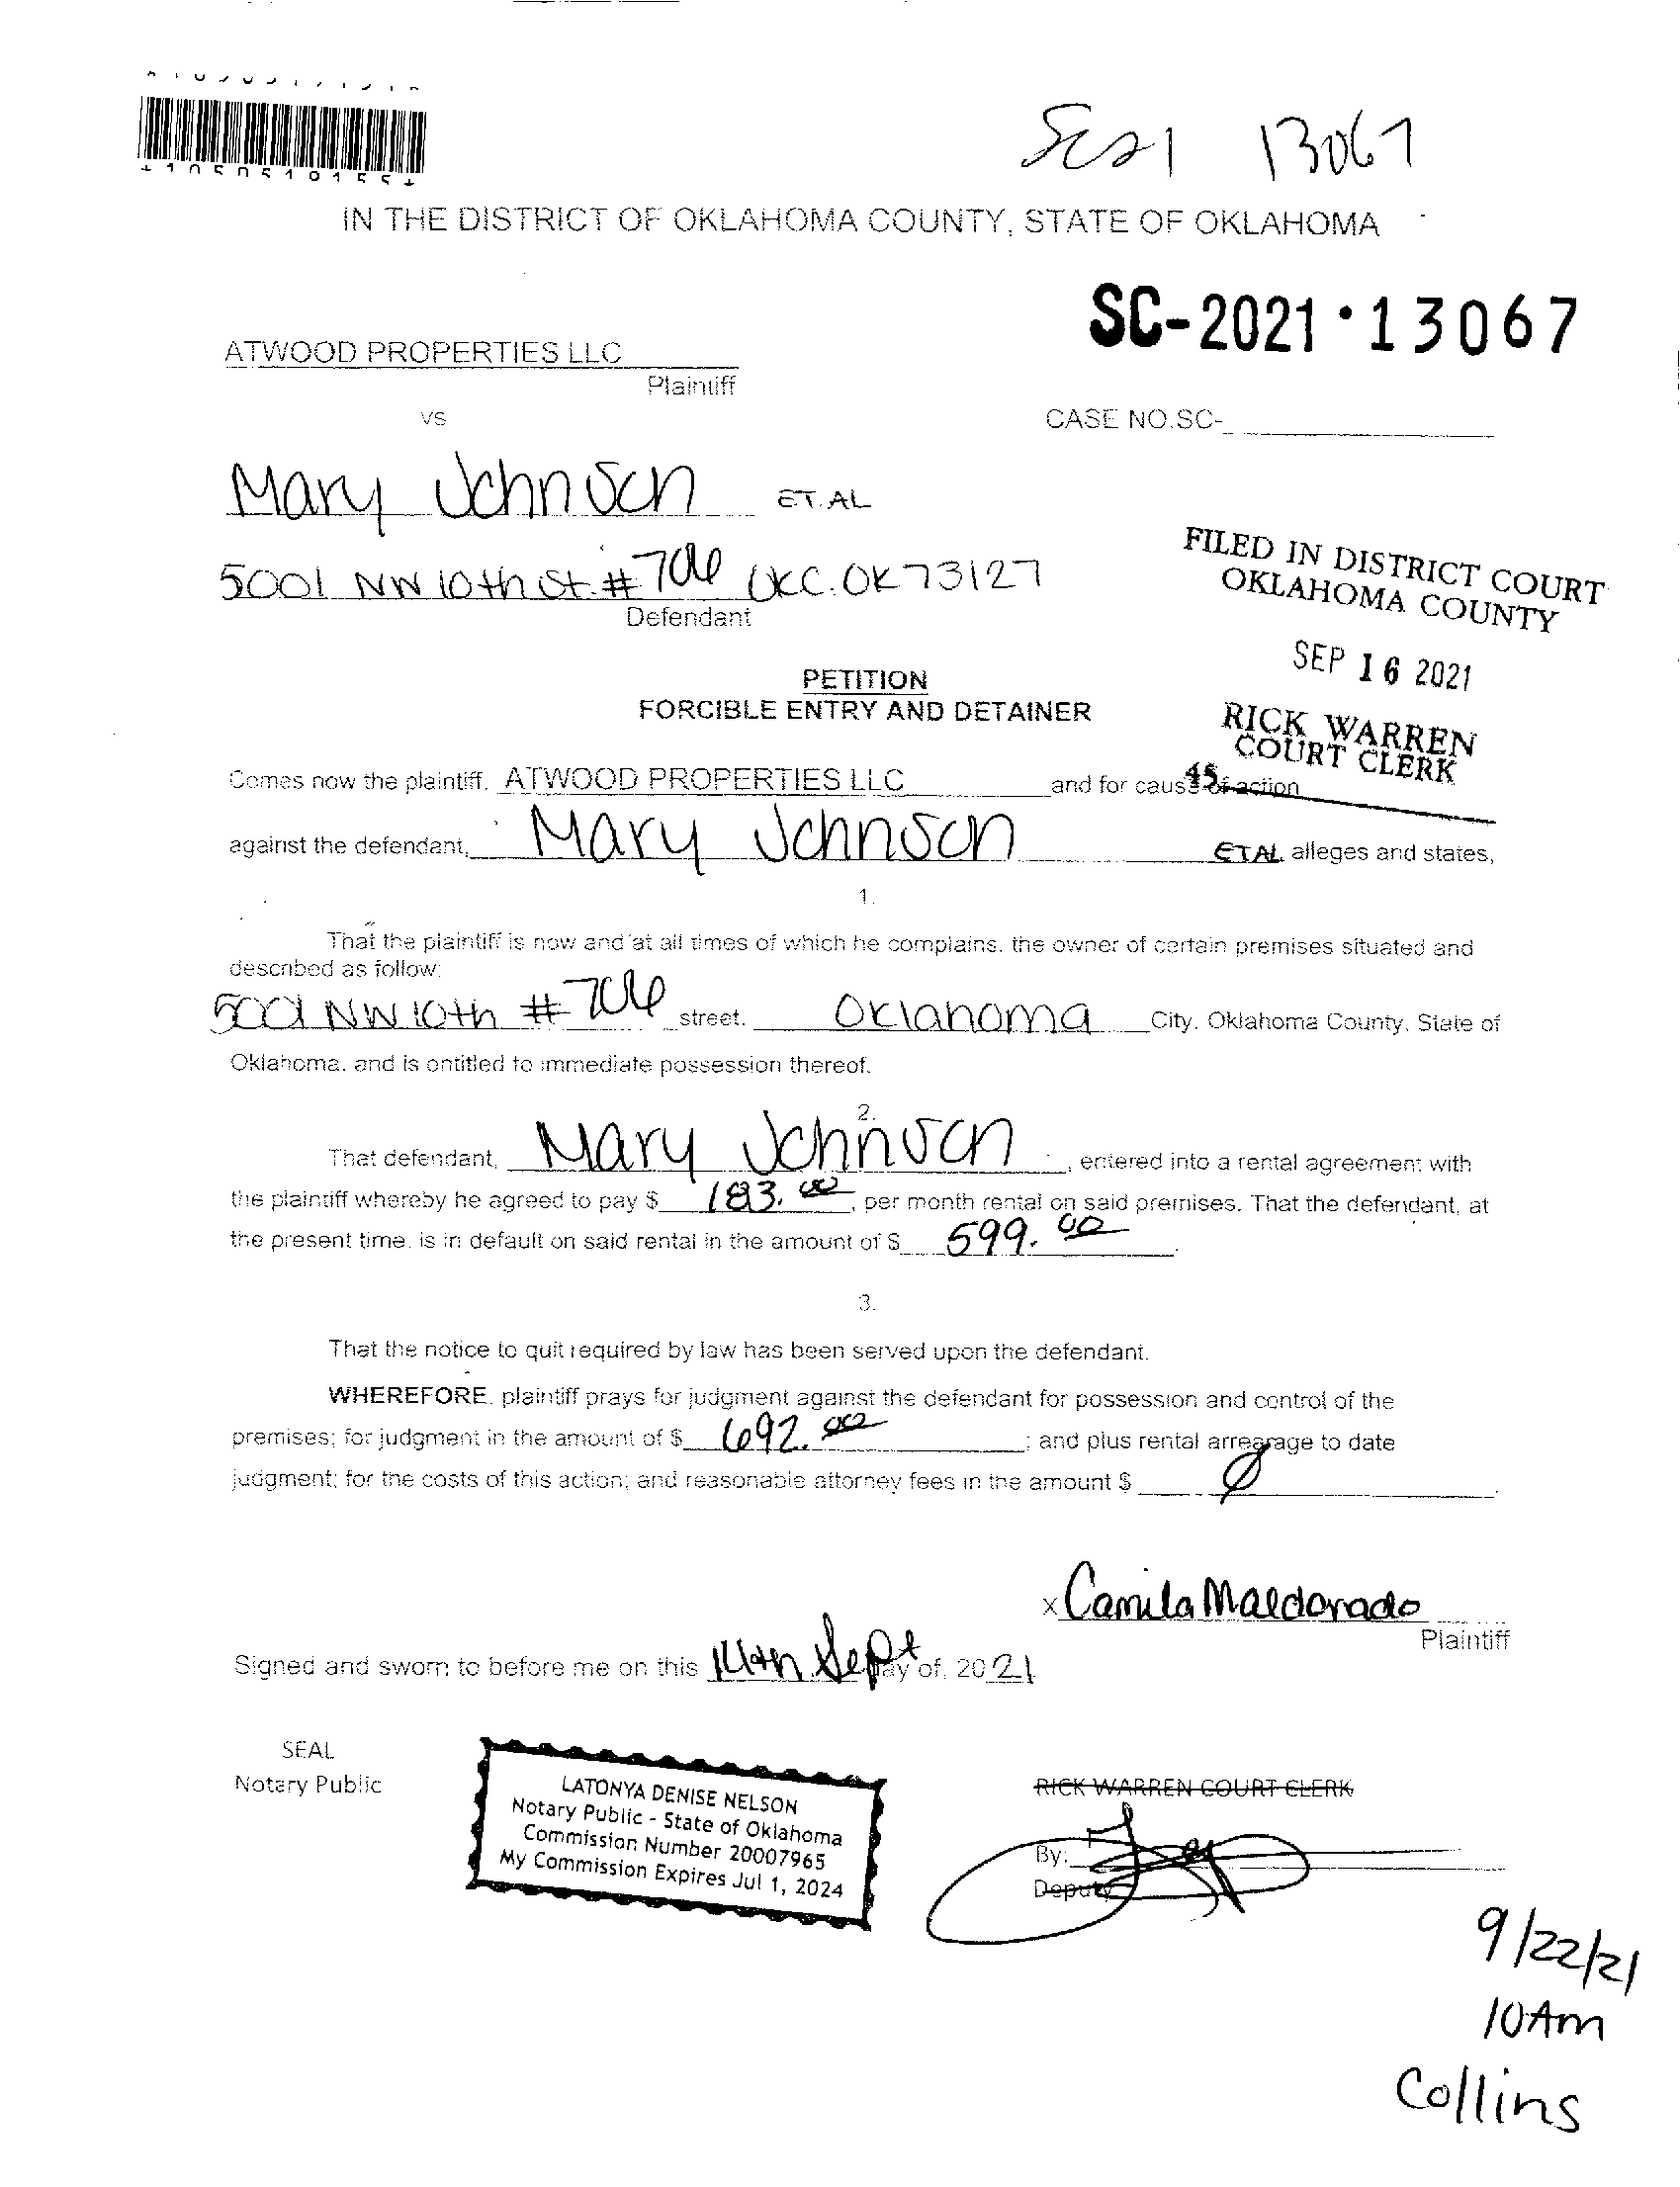 SC21 13067
IN THE DISTRICT OF OKLAHOMA COUNTY, STATE OF OKLAHOMA
SC-2021·13067
ATWOOD PROPERTIES LLC
Plaintiff
vs
CASE NO.SC-
Mary Johnson ET.AL
5001 NW 10th St. # 706 OKC. OK 73127
Defendant
FILED IN DISTRICT COURT
OKLAHOMA COUNTY
SEP 16 2021
RICK WARREN
COURT CLERK
45
PETITION
FORCIBLE ENTRY AND DETAINER
Comes now the plaintiff, ATWOOD PROPERTIES LLC and for cause of action
against the defendant, Mary Johnson ETAL alleges and states,
1.
That the plaintiff is now and at all times of which he complains, the owner of certain premises situated and
described as follow:
5001 NW 10th # 706 street. Oklahoma City, Oklahoma County, State of
Oklahoma, and is entitled to immediate possession thereof.
2.
That defendant, Mary Johnson, entered into a rental agreement with
the plaintiff whereby he agreed to pay $ 183.00, per month rental on said premises. That the defendant, at
the present time, is in default on said rental in the amount of $ 599.00.
3.
That the notice to quit required by law has been served upon the defendant.
WHEREFORE, plaintiff prays for judgment against the defendant for possession and control of the
premises; for judgment in the amount of $ 692.00; and plus rental arrearage to date
judgment; for the costs of this action; and reasonable attorney fees in the amount $ Ø.
x Camila Maldonado
Plaintiff
Signed and sworn to before me on this Sept day of, 2021
SEAL
Notary Public
LATONYA DENISE NELSON
Notary Public - State of Oklahoma
Commission Number 20007965
My Commission Expires Jul 1, 2024
RICK WARREN COURT CLERK
By:
Deputy
9/22/21
10Am
Collins